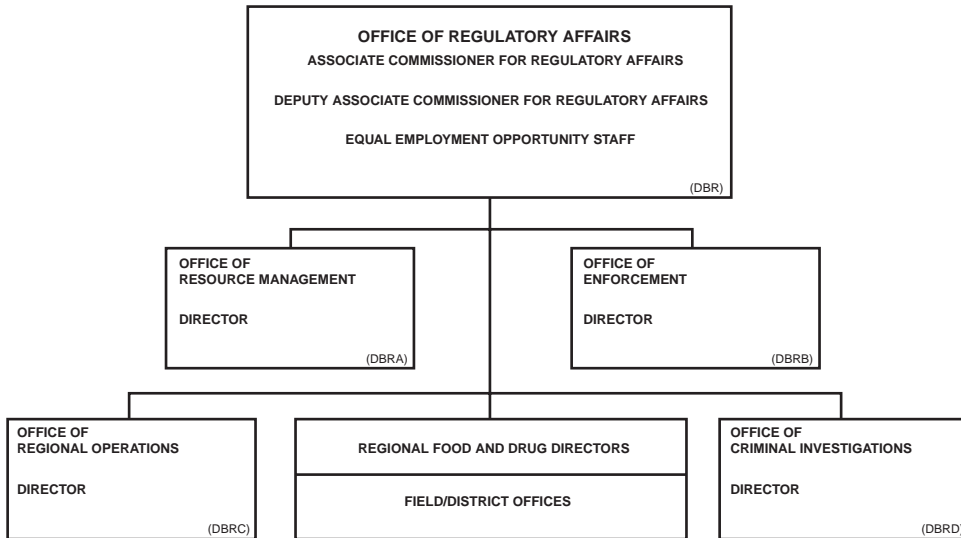 OFFICE OF REGULATORY AFFAIRS
ASSOCIATE COMMISSIONER FOR REGULATORY AFFAIRS
DEPUTY ASSOCIATE COMMISSIONER FOR REGULATORY AFFAIRS
EQUAL EMPLOYMENT OPPORTUNITY STAFF
(DBR)
OFFICE OF
RESOURCE MANAGEMENT
DIRECTOR
(DBRA)
OFFICE OF
ENFORCEMENT
DIRECTOR
(DBRB)
OFFICE OF
REGIONAL OPERATIONS
DIRECTOR
(DBRC)
REGIONAL FOOD AND DRUG DIRECTORS
FIELD/DISTRICT OFFICES
OFFICE OF
CRIMINAL INVESTIGATIONS
DIRECTOR
(DBRD)